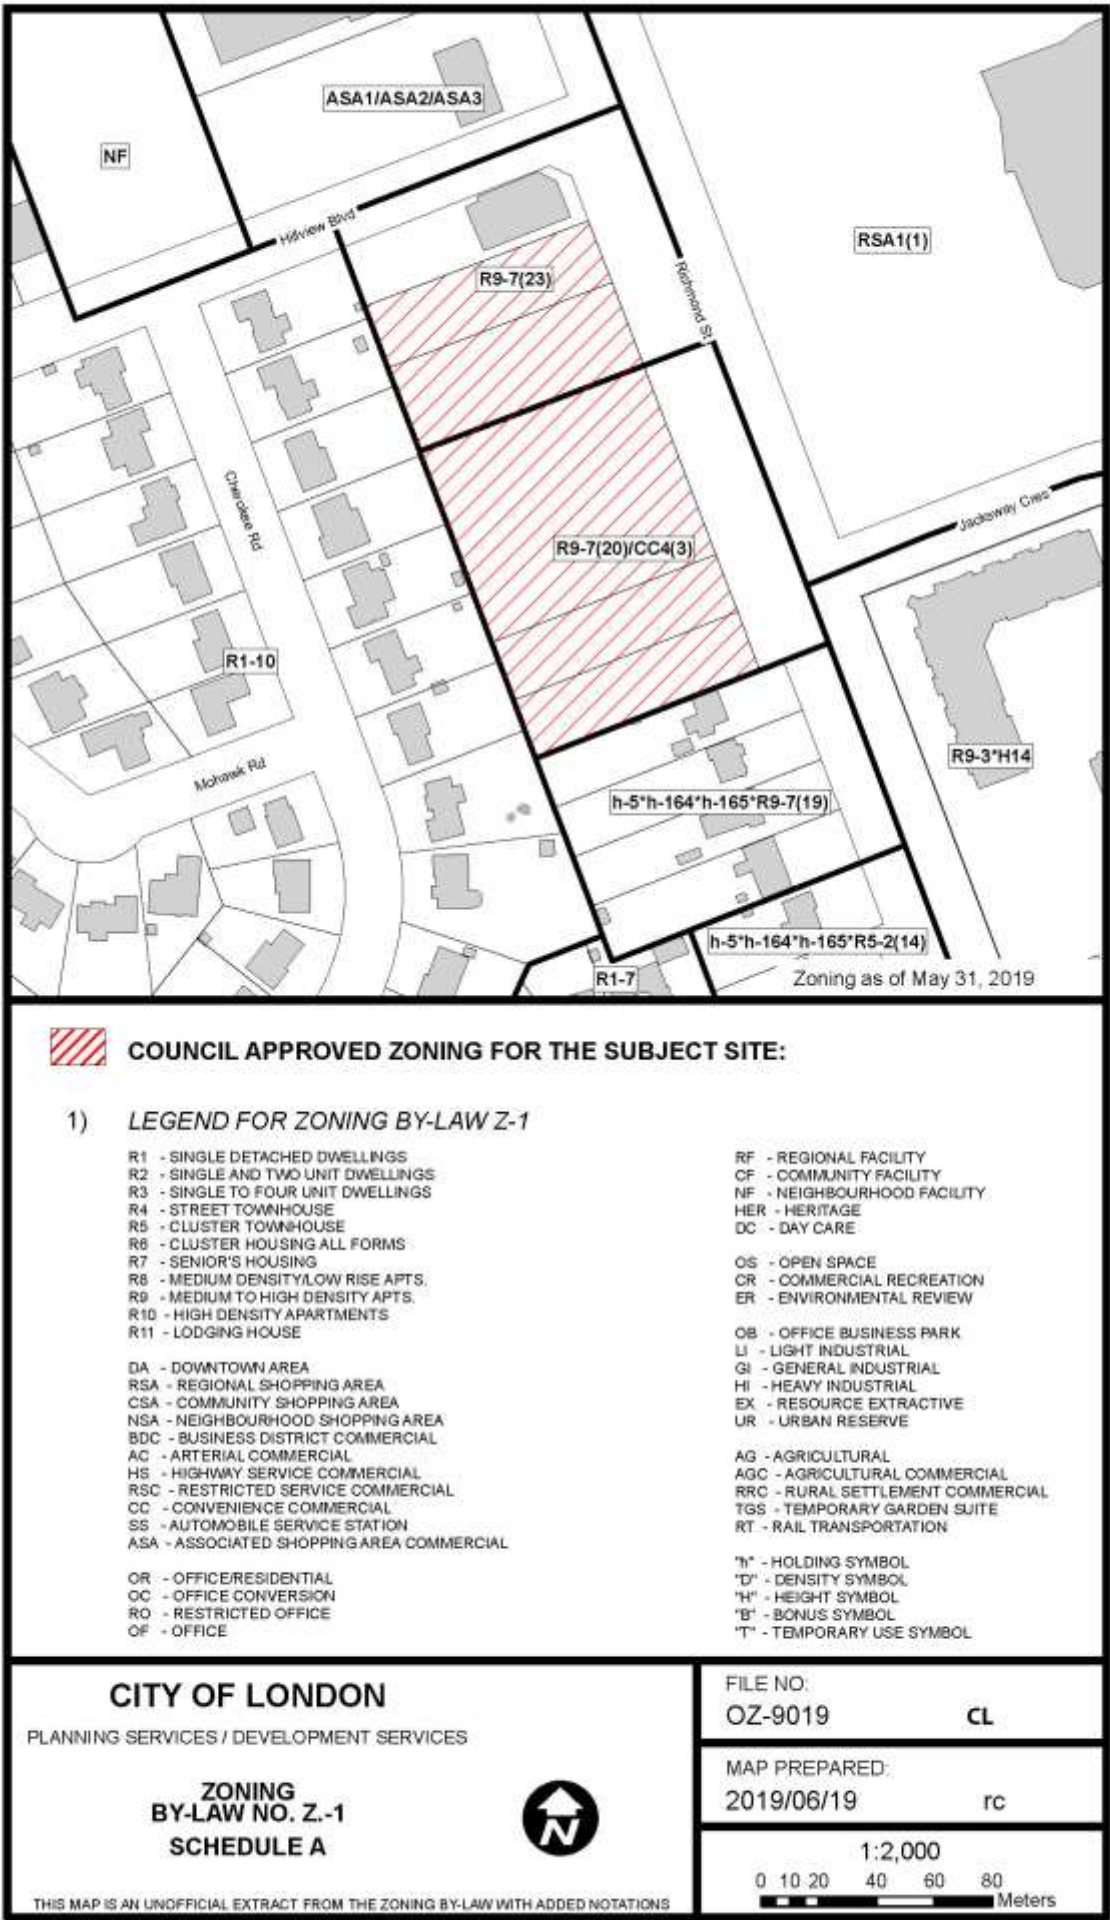 ASA1/ASA2/ASA3
NF
Hillview Blvd
RSA1(1)
R9-7(23)
Richmond St
Cherokee Rd
Jacksway Cres
R9-7(20)/CC4(3)
R1-10
R9-3*H14
Mohawk Rd
h-5*h-164*h-165*R9-7(19)
h-5*h-164*h-165*R5-2(14)
R1-7
Zoning as of May 31, 2019
COUNCIL APPROVED ZONING FOR THE SUBJECT SITE:
1) LEGEND FOR ZONING BY-LAW Z-1
R1 - SINGLE DETACHED DWELLINGS
R2 - SINGLE AND TWO UNIT DWELLINGS
R3 - SINGLE TO FOUR UNIT DWELLINGS
R4 - STREET TOWNHOUSE
R5 - CLUSTER TOWNHOUSE
R6 - CLUSTER HOUSING ALL FORMS
R7 - SENIOR'S HOUSING
R8 - MEDIUM DENSITY/LOW RISE APTS.
R9 - MEDIUM TO HIGH DENSITY APTS.
R10 - HIGH DENSITY APARTMENTS
R11 - LODGING HOUSE
DA - DOWNTOWN AREA
RSA - REGIONAL SHOPPING AREA
CSA - COMMUNITY SHOPPING AREA
NSA - NEIGHBOURHOOD SHOPPING AREA
BDC - BUSINESS DISTRICT COMMERCIAL
AC - ARTERIAL COMMERCIAL
HS - HIGHWAY SERVICE COMMERCIAL
RSC - RESTRICTED SERVICE COMMERCIAL
CC - CONVENIENCE COMMERCIAL
SS - AUTOMOBILE SERVICE STATION
ASA - ASSOCIATED SHOPPING AREA COMMERCIAL
OR - OFFICE/RESIDENTIAL
OC - OFFICE CONVERSION
RO - RESTRICTED OFFICE
OF - OFFICE
RF - REGIONAL FACILITY
CF - COMMUNITY FACILITY
NF - NEIGHBOURHOOD FACILITY
HER - HERITAGE
DC - DAY CARE
OS - OPEN SPACE
CR - COMMERCIAL RECREATION
ER - ENVIRONMENTAL REVIEW
OB - OFFICE BUSINESS PARK
LI - LIGHT INDUSTRIAL
GI - GENERAL INDUSTRIAL
HI - HEAVY INDUSTRIAL
EX - RESOURCE EXTRACTIVE
UR - URBAN RESERVE
AG - AGRICULTURAL
AGC - AGRICULTURAL COMMERCIAL
RRC - RURAL SETTLEMENT COMMERCIAL
TGS - TEMPORARY GARDEN SUITE
RT - RAIL TRANSPORTATION
"h" - HOLDING SYMBOL
"D" - DENSITY SYMBOL
"H" - HEIGHT SYMBOL
"B" - BONUS SYMBOL
"T" - TEMPORARY USE SYMBOL
CITY OF LONDON
PLANNING SERVICES / DEVELOPMENT SERVICES
ZONING
BY-LAW NO. Z.-1
SCHEDULE A
N
THIS MAP IS AN UNOFFICIAL EXTRACT FROM THE ZONING BY-LAW WITH ADDED NOTATIONS
FILE NO:
OZ-9019 CL
MAP PREPARED:
2019/06/19 rc
1:2,000
0 10 20 40 60 80
Meters